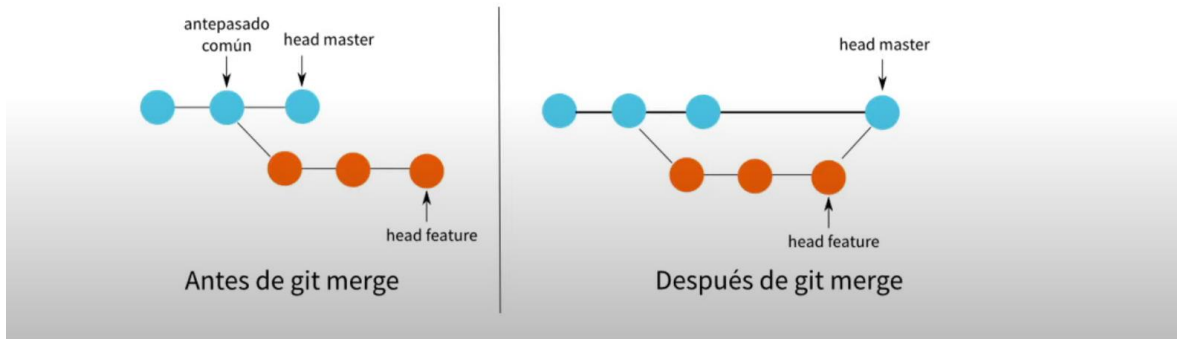 antepasado
común
head master
head feature
Antes de git merge
head master
head feature
Después de git merge